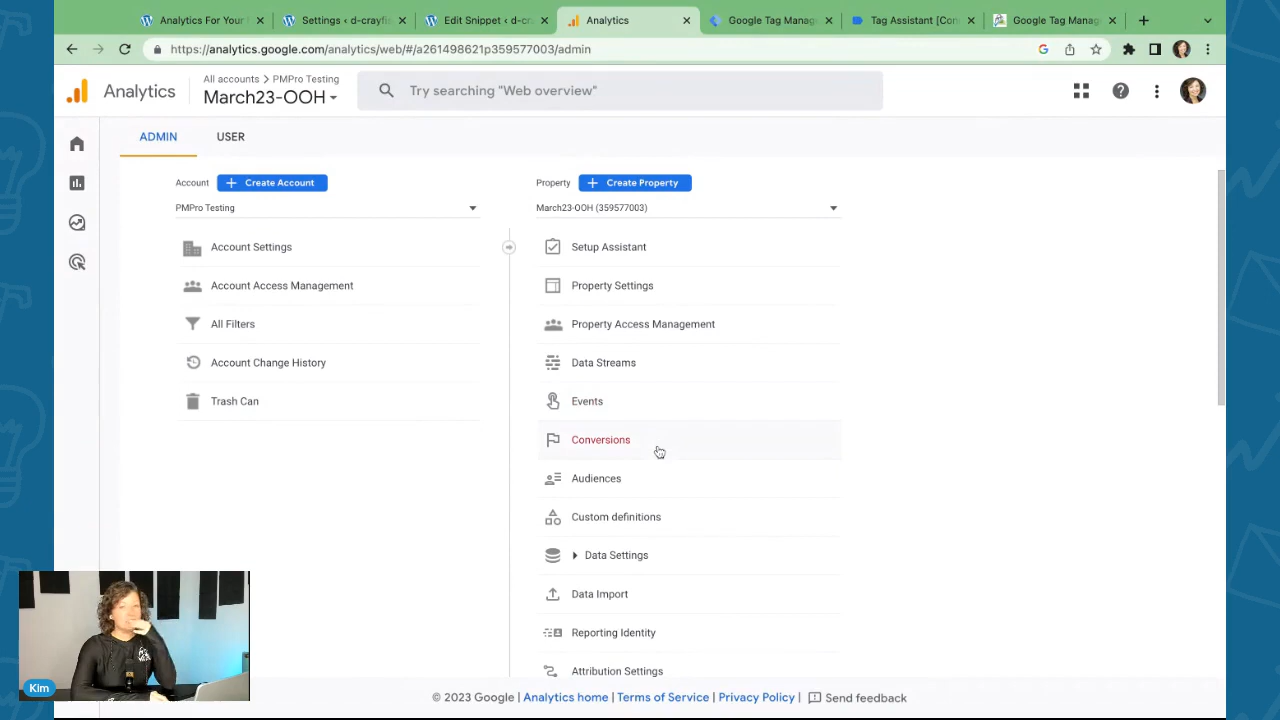 Analytics For Your
Settings ‹ d-crayfis
Edit Snippet ‹ d-cra
Analytics
Google Tag Manag
Tag Assistant [Con
Google Tag Manag
https://analytics.google.com/analytics/web/#/a261498621p359577003/admin
Analytics
All accounts > PMPro Testing
March23-OOH
Try searching "Web overview"
ADMIN
USER
Account
+ Create Account
Property
+ Create Property
PMPro Testing
March23-OOH (359577003)
Account Settings
Setup Assistant
Account Access Management
Property Settings
All Filters
Property Access Management
Account Change History
Data Streams
Trash Can
Events
Conversions
Audiences
Custom definitions
Data Settings
Data Import
Reporting Identity
Attribution Settings
Kim
© 2023 Google | Analytics home | Terms of Service | Privacy Policy | Send feedback